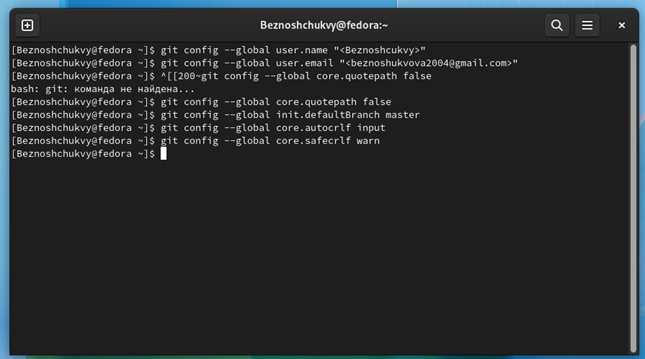 Beznoshchukvy@fedora:~
[Beznoshchukvy@fedora ~]$ git config --global user.name "<Beznoshcukvy>"
[Beznoshchukvy@fedora ~]$ git config --global user.email "<beznoshukvova2004@gmail.com>"
[Beznoshchukvy@fedora ~]$ ^[[200~git config --global core.quotepath false
bash: git: команда не найдена...
[Beznoshchukvy@fedora ~]$ git config --global core.quotepath false
[Beznoshchukvy@fedora ~]$ git config --global init.defaultBranch master
[Beznoshchukvy@fedora ~]$ git config --global core.autocrlf input
[Beznoshchukvy@fedora ~]$ git config --global core.safecrlf warn
[Beznoshchukvy@fedora ~]$